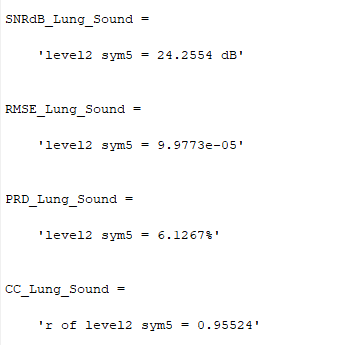 SNRdB_Lung_Sound =
'level2 sym5 = 24.2554 dB'
RMSE_Lung_Sound =
'level2 sym5 = 9.9773e-05'
PRD_Lung_Sound =
'level2 sym5 = 6.1267%'
CC_Lung_Sound =
'r of level2 sym5 = 0.95524'